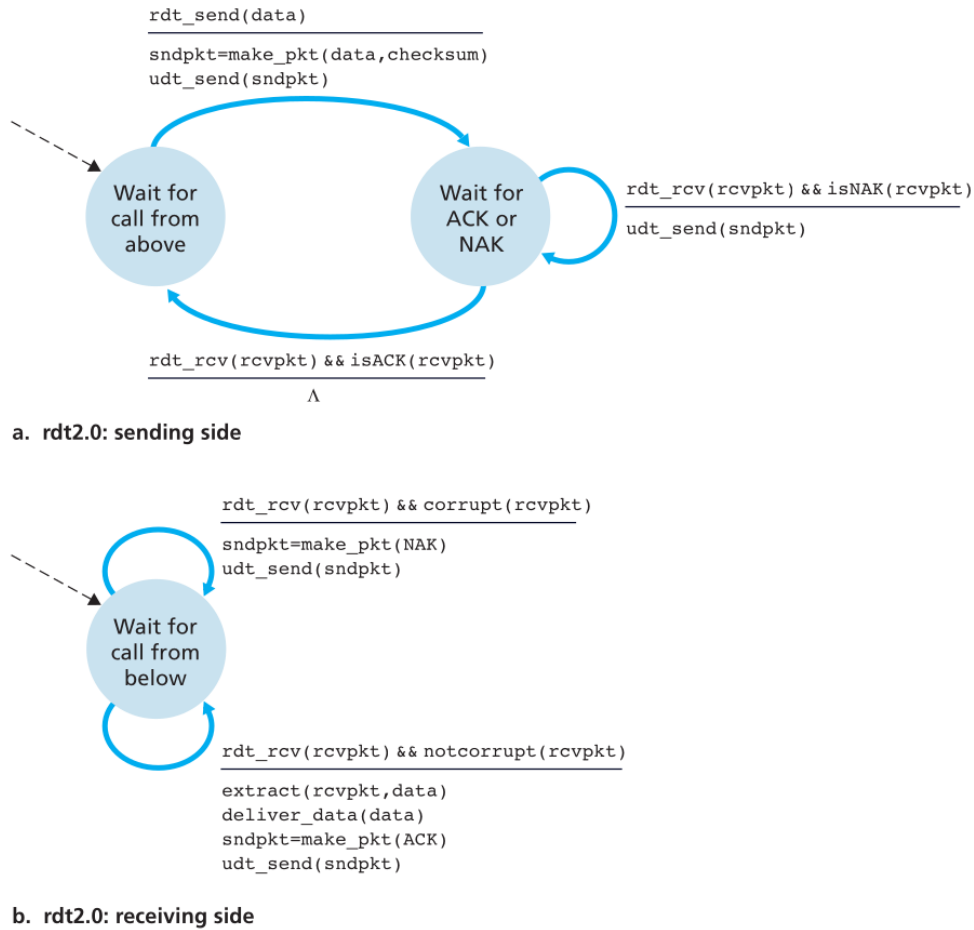 rdt_send(data)
sndpkt=make_pkt(data,checksum)
udt_send(sndpkt)
Wait for
call from
above
Wait for
ACK or
NAK
rdt_rcv(rcvpkt) && isNAK(rcvpkt)
udt_send(sndpkt)
rdt_rcv(rcvpkt) && isACK(rcvpkt)
Λ
a. rdt2.0: sending side
rdt_rcv(rcvpkt) && corrupt(rcvpkt)
sndpkt=make_pkt(NAK)
udt_send(sndpkt)
Wait for
call from
below
rdt_rcv(rcvpkt) && notcorrupt(rcvpkt)
extract(rcvpkt,data)
deliver_data(data)
sndpkt=make_pkt(ACK)
udt_send(sndpkt)
b. rdt2.0: receiving side